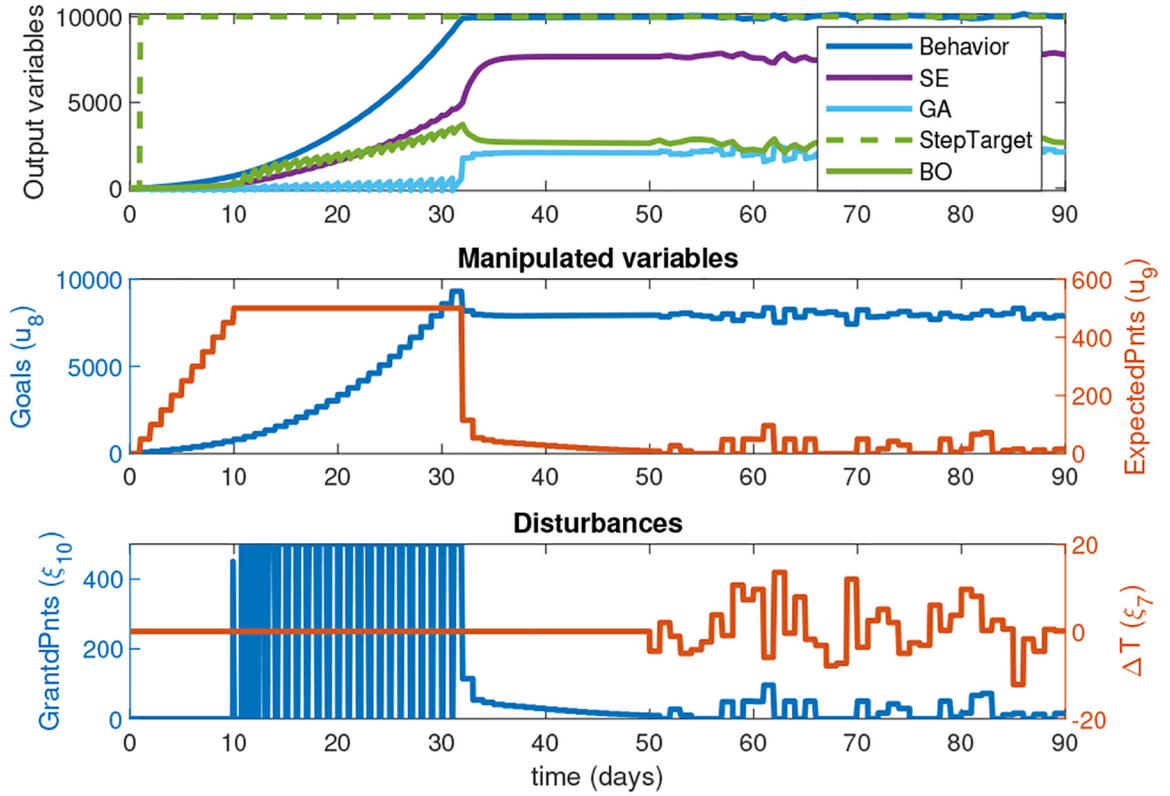 Output variables
10000
5000
0
Behavior
SE
GA
StepTarget
BO
0 10 20 30 40 50 60 70 80 90
Manipulated variables
Goals (u8)
10000
5000
0
600
400
200
0
ExpectedPnts (u9)
0 10 20 30 40 50 60 70 80 90
Disturbances
GrantdPnts (ξ10)
400
200
0
20
0
-20
Δ T (ξ7)
0 10 20 30 40 50 60 70 80 90
time (days)